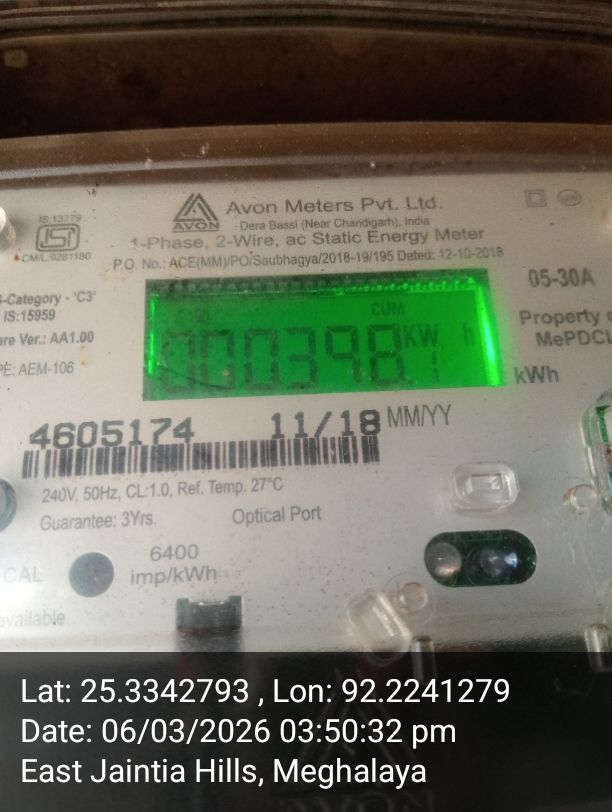 Avon Meters Pvt. Ltd.
AVON
Dera Bassi (Near Chandigarh), India
1-Phase, 2-Wire, ac Static Energy Meter
P.O. No.: ACE(MM)/PO/Saubhagya/2018-19/195 Dated: 12-10-2018
IS:13779
CM/L:9281180
-Category - 'C3'
IS:15959
are Ver.: AA1.00
PE: AEM-106
05-30A
Property o
MePDCL
CUM
000398
KW h
kWh
4605174 11/18 MM/YY
240V, 50Hz, CL:1.0, Ref. Temp. 27°C
Guarantee: 3Yrs. Optical Port
6400
CAL imp/kWh
available
Lat: 25.3342793 , Lon: 92.2241279
Date: 06/03/2026 03:50:32 pm
East Jaintia Hills, Meghalaya